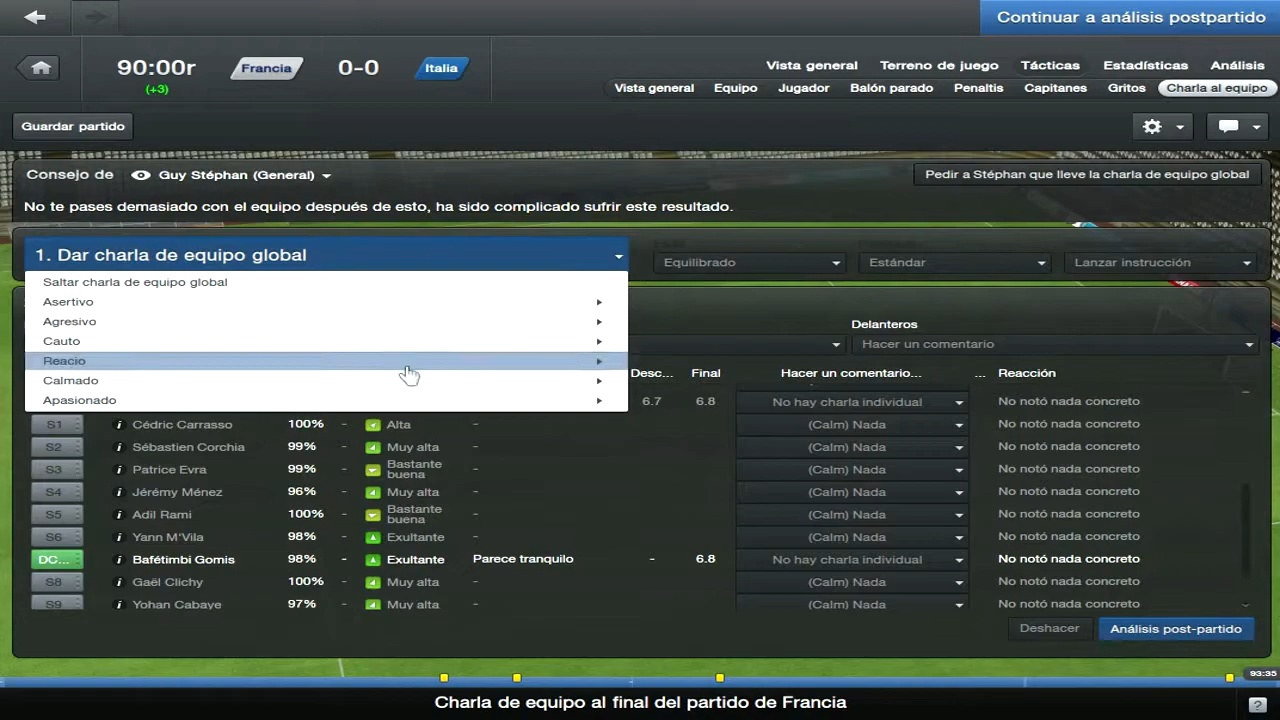 Continuar a análisis postpartido
90:00r
(+3)
Francia
0-0
Italia
Vista general
Terreno de juego
Tácticas
Estadísticas
Análisis
Vista general
Equipo
Jugador
Balón parado
Penaltis
Capitanes
Gritos
Charla al equipo
Guardar partido
Consejo de
Guy Stéphan (General)
Pedir a Stéphan que lleve la charla de equipo global
No te pases demasiado con el equipo después de esto, ha sido complicado sufrir este resultado.
1. Dar charla de equipo global
Equilibrado
Estándar
Lanzar instrucción
Saltar charla de equipo global
Asertivo
Agresivo
Cauto
Reacio
Calmado
Apasionado
Delanteros
Hacer un comentario
Desc... Final Hacer un comentario... ... Reacción
6.7 6.8 No hay charla individual No notó nada concreto
S1 i Cédric Carrasso 100% - Alta - (Calm) Nada No notó nada concreto
S2 i Sébastien Corchia 99% - Muy alta - (Calm) Nada No notó nada concreto
S3 i Patrice Evra 99% - Bastante buena - (Calm) Nada No notó nada concreto
S4 i Jérémy Ménez 96% - Muy alta - (Calm) Nada No notó nada concreto
S5 i Adil Rami 100% - Bastante buena - (Calm) Nada No notó nada concreto
S6 i Yann M'Vila 98% - Exultante - (Calm) Nada No notó nada concreto
DC... i Bafétimbi Gomis 98% - Exultante Parece tranquilo - 6.8 No hay charla individual No notó nada concreto
S8 i Gaël Clichy 100% - Muy alta - (Calm) Nada No notó nada concreto
S9 i Yohan Cabaye 97% - Muy alta - (Calm) Nada No notó nada concreto
Deshacer
Análisis post-partido
93:35
Charla de equipo al final del partido de Francia
?